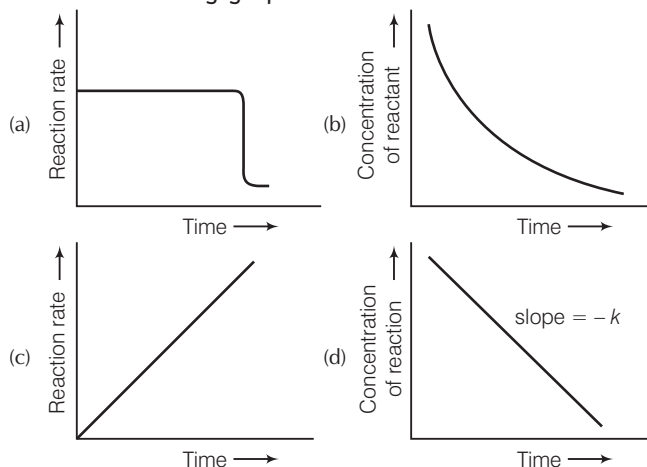 (a)
Reaction rate
Time
(b)
Concentration
of reactant
Time
(c)
Reaction rate
Time
(d)
Concentration
of reaction
slope = – k
Time